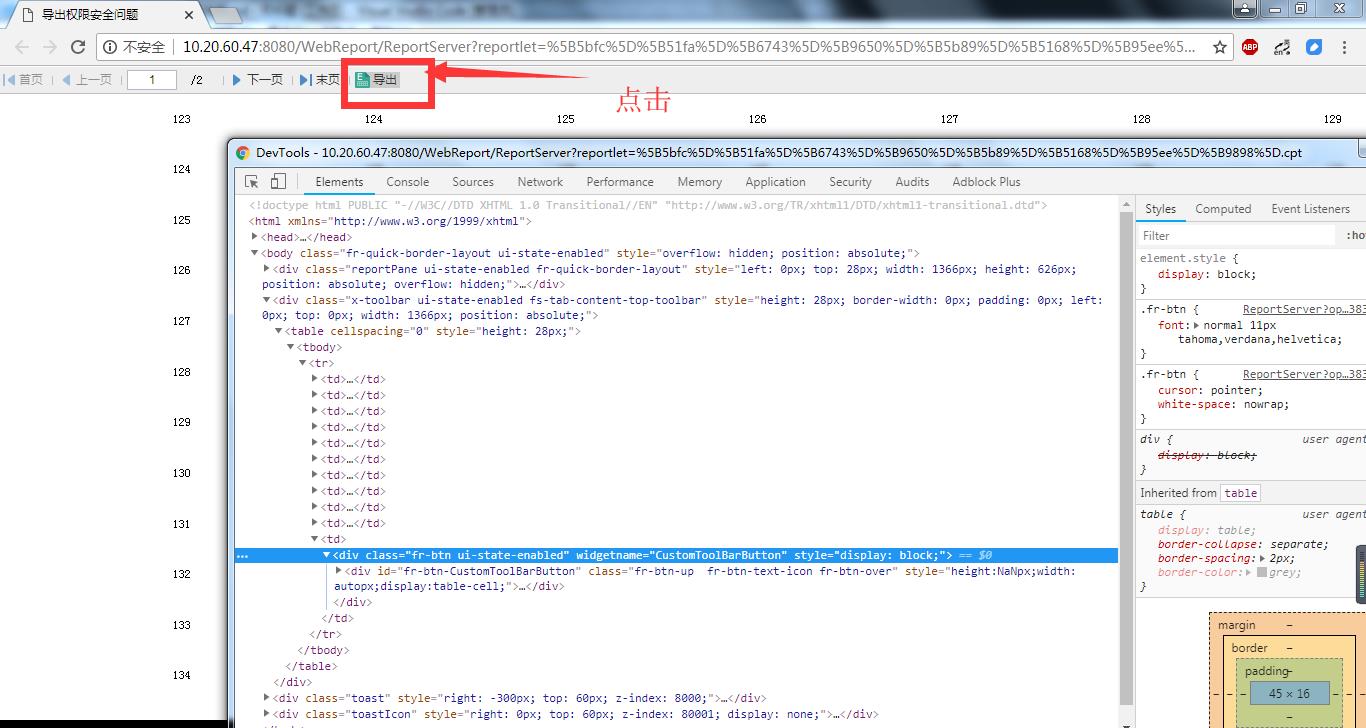 导出权限安全问题
不安全 10.20.60.47:8080/WebReport/ReportServer?reportlet=%5B5bfc%5D%5B51fa%5D%5B6743%5D%5B9650%5D%5B5b89%5D%5B5168%5D%5B95ee%5...
ABP en
首页 上一页 1 /2 下一页 末页 导出
点击
123 124 125 126 127 128 129
124
125
126
127
128
129
130
131
132
133
134
DevTools - 10.20.60.47:8080/WebReport/ReportServer?reportlet=%5B5bfc%5D%5B51fa%5D%5B6743%5D%5B9650%5D%5B5b89%5D%5B5168%5D%5B95ee%5D%5B9898%5D.cpt
Elements Console Sources Network Performance Memory Application Security Audits Adblock Plus
<!doctype html PUBLIC "-//W3C//DTD XHTML 1.0 Transitional//EN" "http://www.w3.org/TR/xhtml1/DTD/xhtml1-transitional.dtd">
<html xmlns="http://www.w3.org/1999/xhtml">
<head>…</head>
<body class="fr-quick-border-layout ui-state-enabled" style="overflow: hidden; position: absolute;">
<div class="reportPane ui-state-enabled fr-quick-border-layout" style="left: 0px; top: 28px; width: 1366px; height: 626px;
position: absolute; overflow: hidden;">…</div>
<div class="x-toolbar ui-state-enabled fs-tab-content-top-toolbar" style="height: 28px; border-width: 0px; padding: 0px; left:
0px; top: 0px; width: 1366px; position: absolute;">
<table cellspacing="0" style="height: 28px;">
<tbody>
<tr>
<td>…</td>
<td>…</td>
<td>…</td>
<td>…</td>
<td>…</td>
<td>…</td>
<td>…</td>
<td>…</td>
<td>…</td>
<td>…</td>
<td>
… <div class="fr-btn ui-state-enabled" widgetname="CustomToolBarButton" style="display: block;"> == $0
<div id="fr-btn-CustomToolBarButton" class="fr-btn-up  fr-btn-text-icon fr-btn-over" style="height:NaNpx;width:
autopx;display:table-cell;">…</div>
</div>
</td>
</tr>
</tbody>
</table>
</div>
<div class="toast" style="right: -300px; top: 60px; z-index: 8000;">…</div>
<div class="toastIcon" style="right: 0px; top: 60px; z-index: 80001; display: none;">…</div>
Styles Computed Event Listeners
Filter :ho
element.style {
display: block;
}
.fr-btn { ReportServer?op…383
font: normal 11px
tahoma,verdana,helvetica;
}
.fr-btn { ReportServer?op…383
cursor: pointer;
white-space: nowrap;
}
div { user agent
display: block;
}
Inherited from table
table { user agent
display: table;
border-collapse: separate;
border-spacing: 2px;
border-color: grey;
}
margin –
border –
padding –
– – – 45 × 16 – –
–